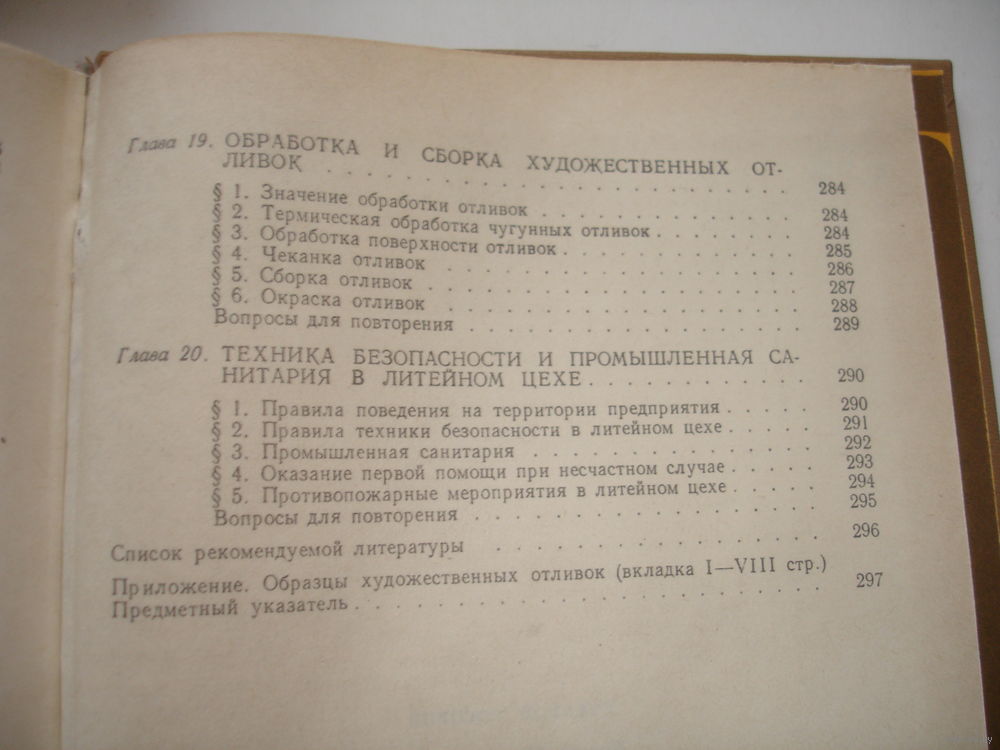 Глава 19. ОБРАБОТКА И СБОРКА ХУДОЖЕСТВЕННЫХ ОТ-
ЛИВОК . . . . . . . . . . . . . . . . . . . . . . 284
§ 1. Значение обработки отливок . . . . . . . . . . . . 284
§ 2. Термическая обработка чугунных отливок . . . . . . . 284
§ 3. Обработка поверхности отливок . . . . . . . . . . . 285
§ 4. Чеканка отливок . . . . . . . . . . . . . . . . 286
§ 5. Сборка отливок . . . . . . . . . . . . . . . . 287
§ 6. Окраска отливок . . . . . . . . . . . . . . . . 288
Вопросы для повторения . . . . . . . . . . . . . . . 289
Глава 20. ТЕХНИКА БЕЗОПАСНОСТИ И ПРОМЫШЛЕННАЯ СА-
НИТАРИЯ В ЛИТЕЙНОМ ЦЕХЕ . . . . . . . . . . 290
§ 1. Правила поведения на территории предприятия . . . . . 290
§ 2. Правила техники безопасности в литейном цехе . . . . . 291
§ 3. Промышленная санитария . . . . . . . . . . . . . 292
§ 4. Оказание первой помощи при несчастном случае . . . . . 293
§ 5. Противопожарные мероприятия в литейном цехе . . . . . 294
Вопросы для повторения . . . . . . . . . . . . . . . 295
Список рекомендуемой литературы . . . . . . . . . . . . . . 296
Приложение. Образцы художественных отливок (вкладка I—VIII стр.)
Предметный указатель . . . . . . . . . . . . . . . . . . . 297